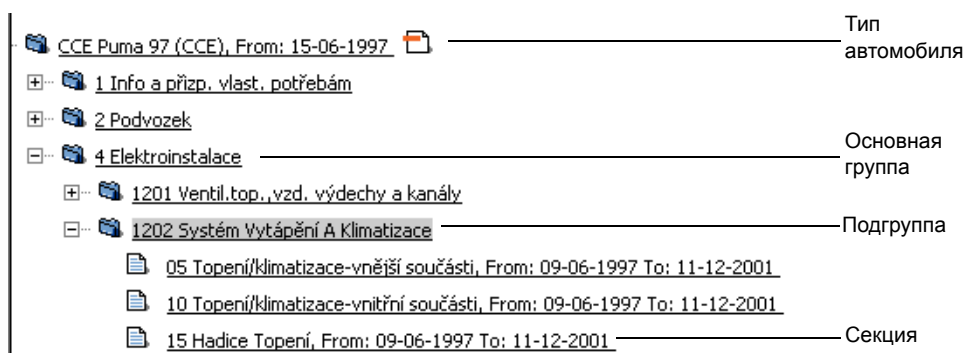 CCE Puma 97 (CCE), From: 15-06-1997
Тип
автомобиля
1 Info a přizp. vlast. potřebám
2 Podvozek
4 Elektroinstalace
Основная
группа
1201 Ventil.top.,vzd. výdechy a kanály
1202 Systém Vytápění A Klimatizace
Подгруппа
05 Topení/klimatizace-vnější součásti, From: 09-06-1997 To: 11-12-2001
10 Topení/klimatizace-vnitřní součásti, From: 09-06-1997 To: 11-12-2001
15 Hadice Topení, From: 09-06-1997 To: 11-12-2001
Секция